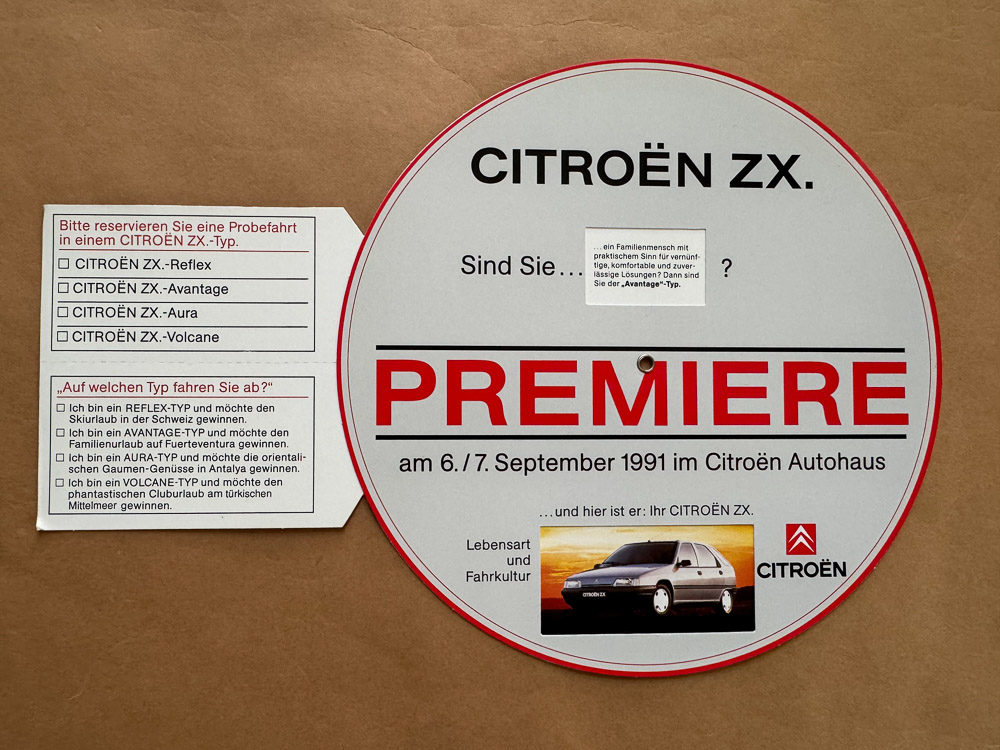 Bitte reservieren Sie eine Probefahrt
in einem CITROËN ZX.-Typ.
☐ CITROËN ZX.-Reflex
☐ CITROËN ZX.-Avantage
☐ CITROËN ZX.-Aura
☐ CITROËN ZX.-Volcane
„Auf welchen Typ fahren Sie ab?“
☐ Ich bin ein REFLEX-TYP und möchte den
Skiurlaub in der Schweiz gewinnen.
☐ Ich bin ein AVANTAGE-TYP und möchte den
Familienurlaub auf Fuerteventura gewinnen.
☐ Ich bin ein AURA-TYP und möchte die orientali-
schen Gaumen-Genüsse in Antalya gewinnen.
☐ Ich bin ein VOLCANE-TYP und möchte den
phantastischen Cluburlaub am türkischen
Mittelmeer gewinnen.
CITROËN ZX.
Sind Sie...
...ein Familienmensch mit
praktischem Sinn für vernünf-
tige, komfortable und zuver-
lässige Lösungen? Dann sind
Sie der „Avantage“-Typ.
?
PREMIERE
am 6./7. September 1991 im Citroën Autohaus
...und hier ist er: Ihr CITROËN ZX.
Lebensart
und
Fahrkultur
CITROËN ZX
CITROËN